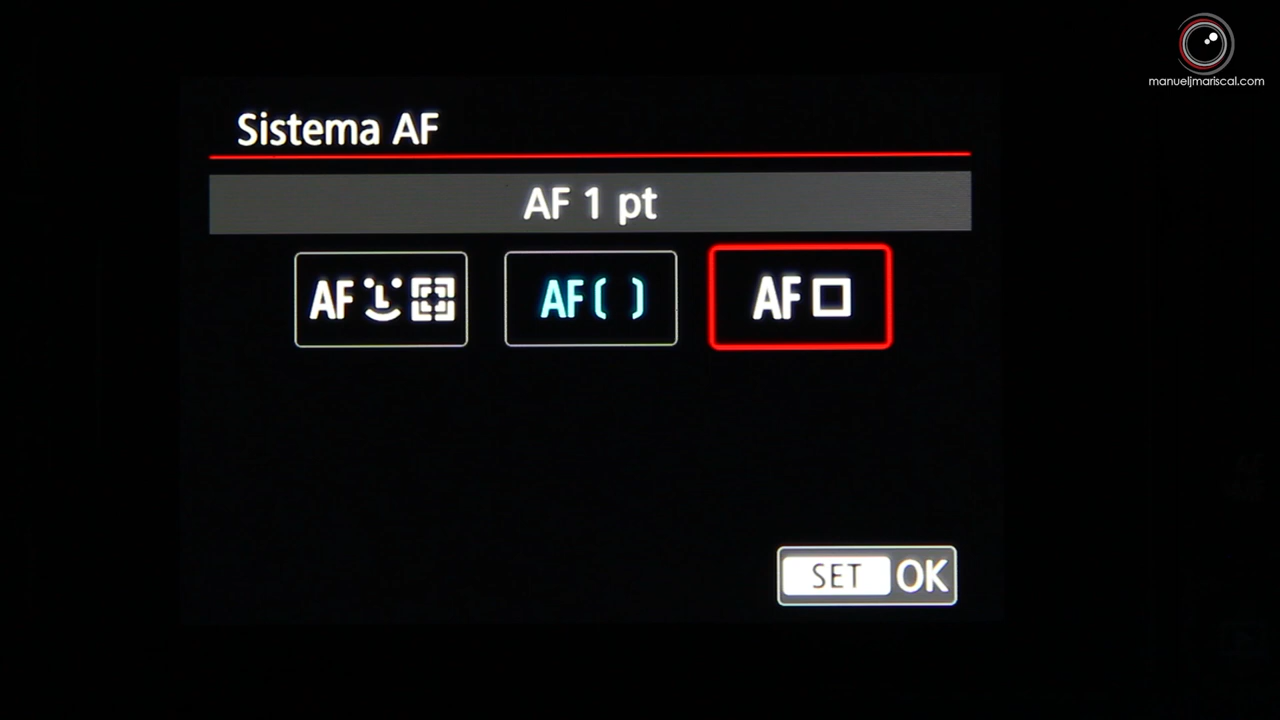 manueljmariscal.com
Sistema AF
AF 1 pt
AF
AF ( )
AF
SET OK